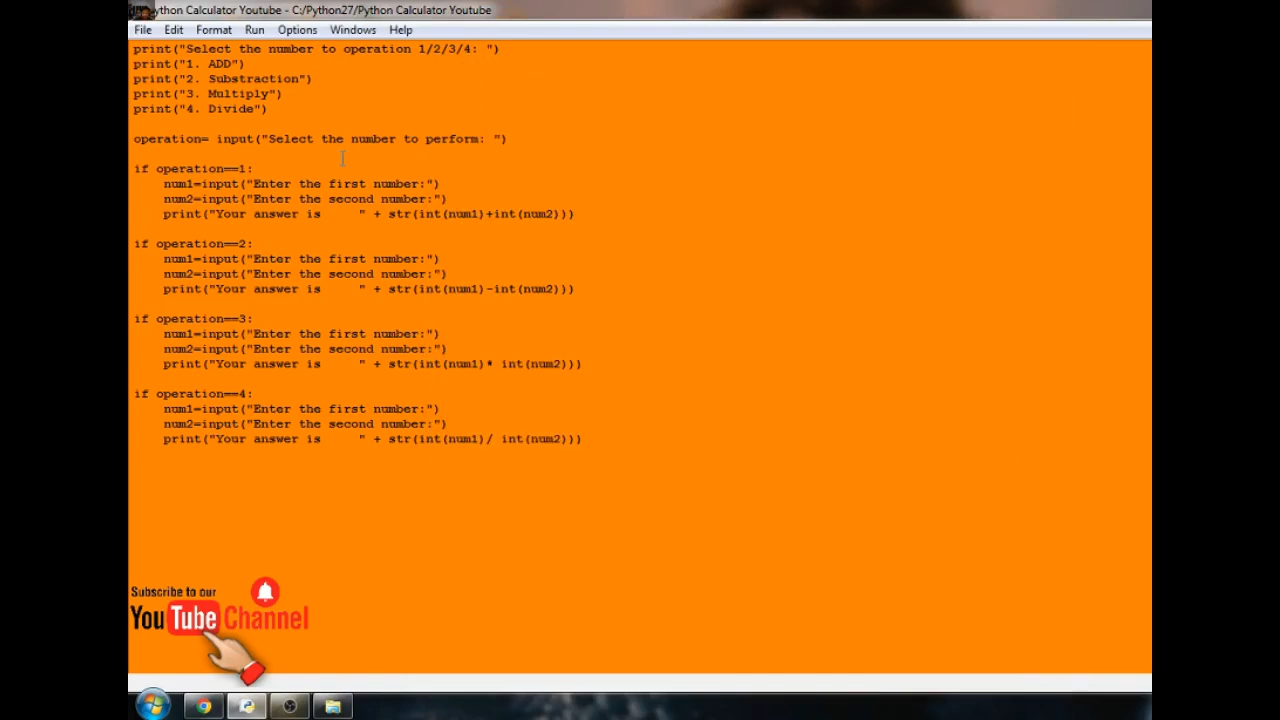 Python Calculator Youtube - C:/Python27/Python Calculator Youtube
File Edit Format Run Options Windows Help
print("Select the number to operation 1/2/3/4: ")
print("1. ADD")
print("2. Substraction")
print("3. Multiply")
print("4. Divide")
operation= input("Select the number to perform: ")
if operation==1:
    num1=input("Enter the first number:")
    num2=input("Enter the second number:")
    print("Your answer is     " + str(int(num1)+int(num2)))
if operation==2:
    num1=input("Enter the first number:")
    num2=input("Enter the second number:")
    print("Your answer is     " + str(int(num1)-int(num2)))
if operation==3:
    num1=input("Enter the first number:")
    num2=input("Enter the second number:")
    print("Your answer is     " + str(int(num1)* int(num2)))
if operation==4:
    num1=input("Enter the first number:")
    num2=input("Enter the second number:")
    print("Your answer is     " + str(int(num1)/ int(num2)))
Subscribe to our
YouTube Channel